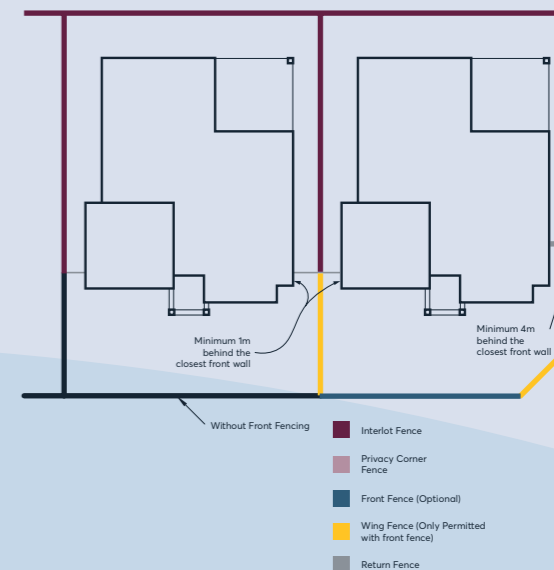 Minimum 1m
behind the
closest front wall
Minimum 4m
behind the
closest front wall
Without Front Fencing
Interlot Fence
Privacy Corner
Fence
Front Fence (Optional)
Wing Fence (Only Permitted
with front fence)
Return Fence